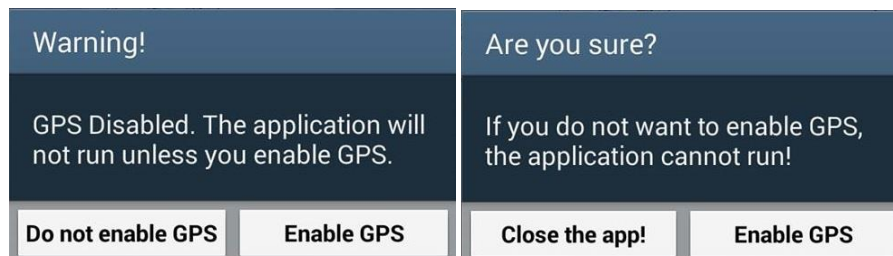 Warning!
GPS Disabled. The application will
not run unless you enable GPS.
Do not enable GPS
Enable GPS
Are you sure?
If you do not want to enable GPS,
the application cannot run!
Close the app!
Enable GPS